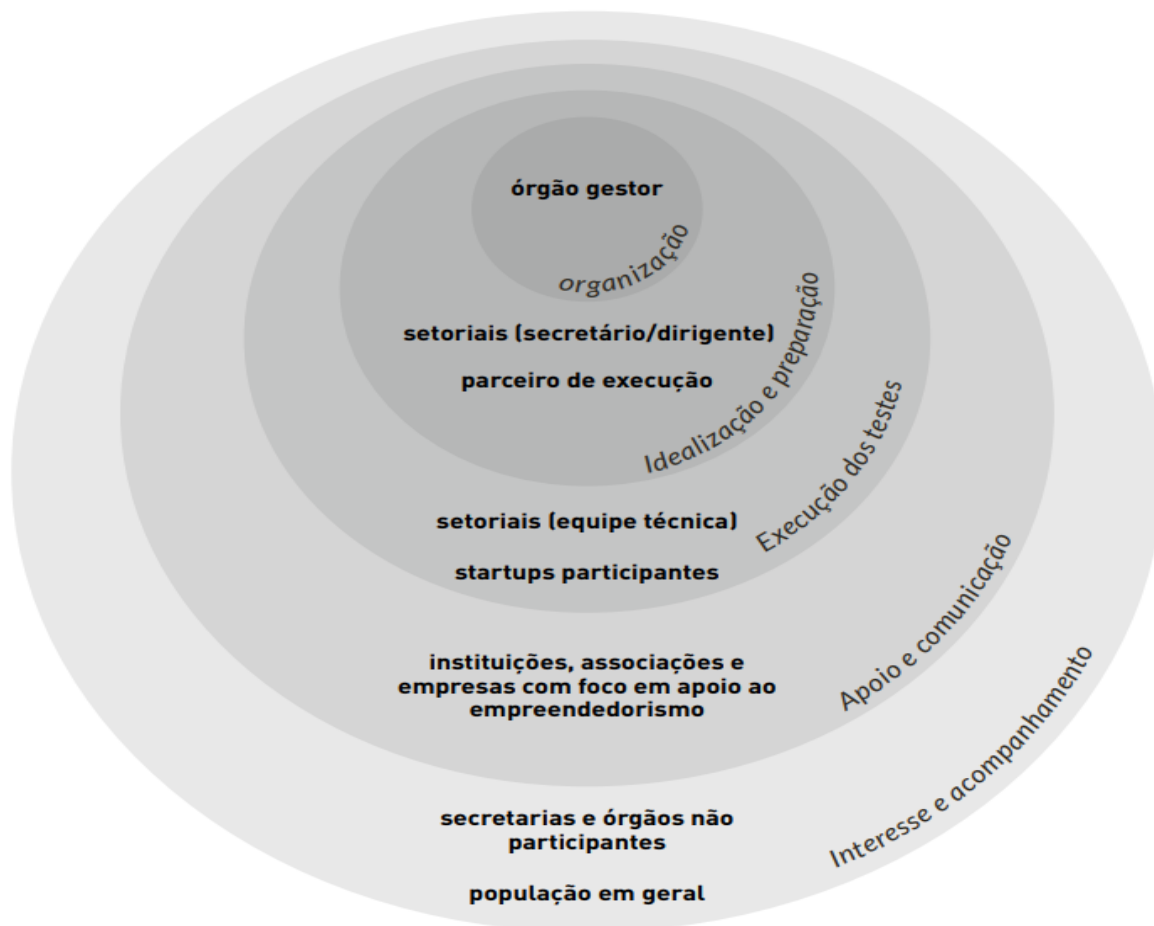 órgão gestor
organização
setoriais (secretário/dirigente)
parceiro de execução
Idealização e preparação
setoriais (equipe técnica)
startups participantes
Execução dos testes
instituições, associações e
empresas com foco em apoio ao
empreendedorismo
Apoio e comunicação
secretarias e órgãos não
participantes
população em geral
Interesse e acompanhamento